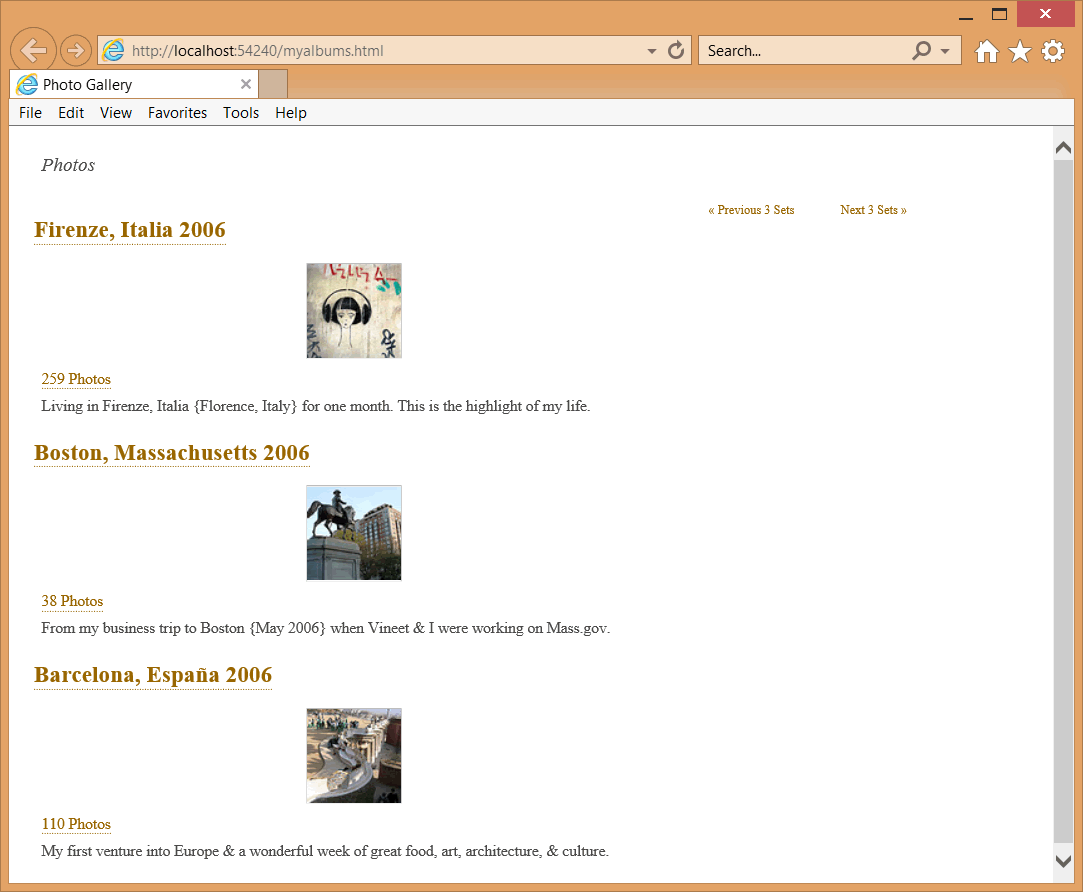 http://localhost:54240/myalbums.html
Search...
Photo Gallery
File Edit View Favorites Tools Help
Photos
« Previous 3 Sets Next 3 Sets »
Firenze, Italia 2006
259 Photos
Living in Firenze, Italia {Florence, Italy} for one month. This is the highlight of my life.
Boston, Massachusetts 2006
38 Photos
From my business trip to Boston {May 2006} when Vineet & I were working on Mass.gov.
Barcelona, España 2006
110 Photos
My first venture into Europe & a wonderful week of great food, art, architecture, & culture.